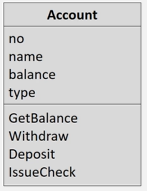 Account
no
name
balance
type
GetBalance
Withdraw
Deposit
IssueCheck